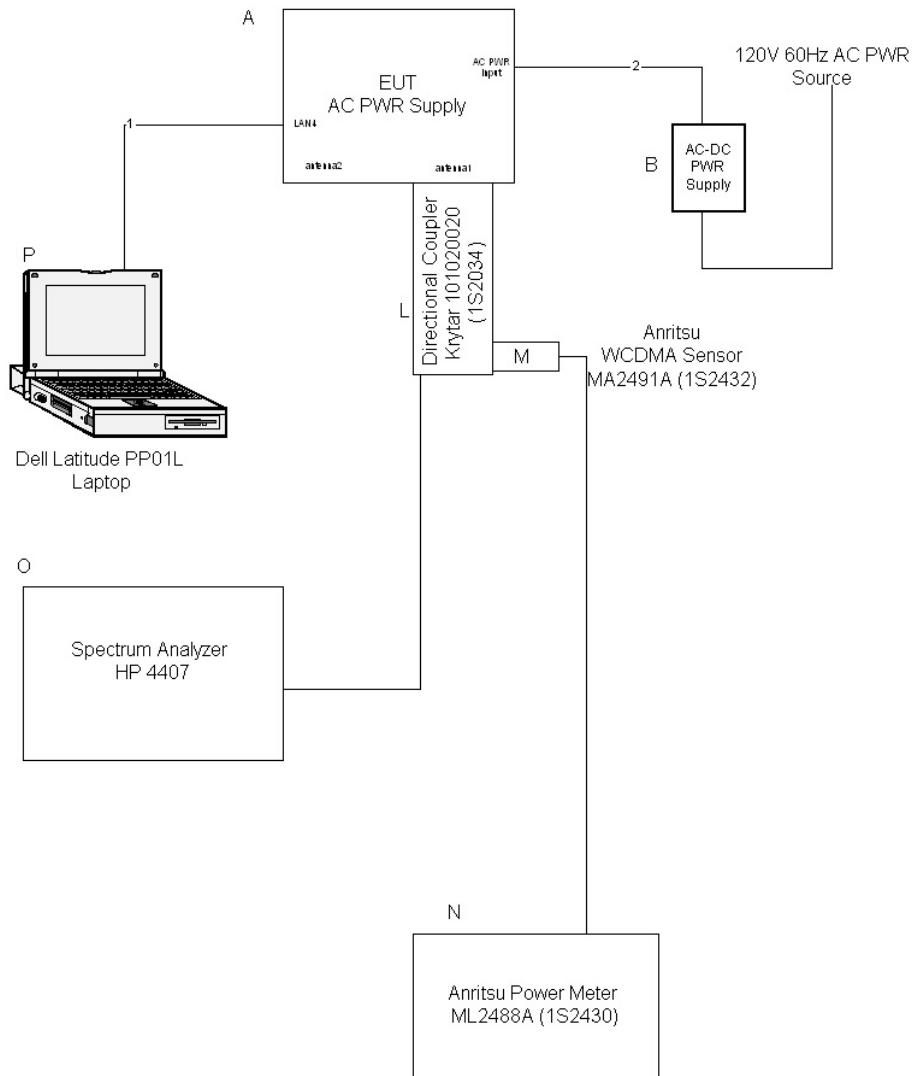 A
EUT
AC PWR Supply
AC PWR
Input
LAN4
antenna2
antenna1
1
2
120V 60Hz AC PWR
Source
B
AC-DC
PWR
Supply
P
Dell Latitude PP01L
Laptop
L
Directional Coupler
Krytar 101020020
(1S2034)
M
Anritsu
WCDMA Sensor
MA2491A (1S2432)
O
Spectrum Analyzer
HP 4407
N
Anritsu Power Meter
ML2488A (1S2430)